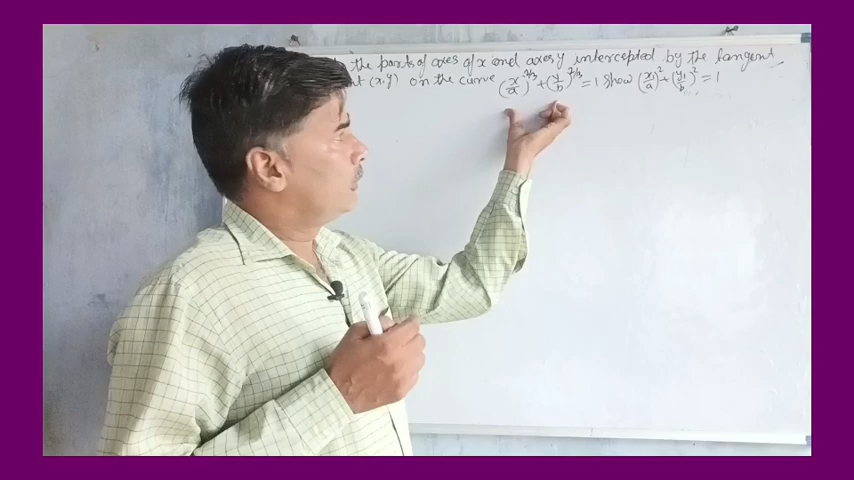 the parts of axes of x and axes y intercepted by the tangent
nt (x,y) on the curve (x/a)^2/3 + (y/b)^2/3 = 1 show (x₁/a)^2 + (y₁/b)^2 = 1